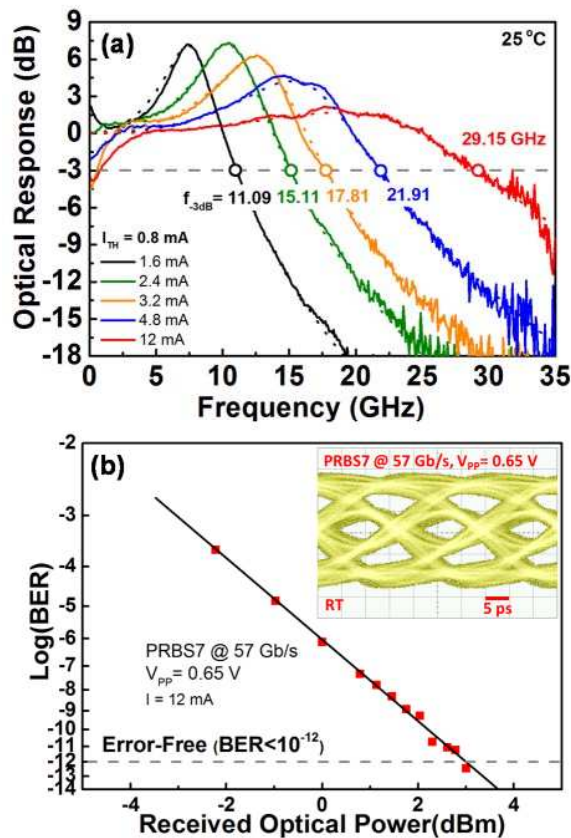 (a)
25 °C
Optical Response (dB)
9
6
3
0
-3
-6
-9
-12
-15
-18
29.15 GHz
f-3dB = 11.09
15.11
17.81
21.91
ITH = 0.8 mA
1.6 mA
2.4 mA
3.2 mA
4.8 mA
12 mA
0 5 10 15 20 25 30 35
Frequency (GHz)
(b)
PRBS7 @ 57 Gb/s, VPP= 0.65 V
RT
5 ps
Log(BER)
-2
-3
-4
-5
-6
-7
-8
-9
-10
-11
-12
-13
-14
PRBS7 @ 57 Gb/s
VPP= 0.65 V
I = 12 mA
Error-Free (BER<10-12)
-4 -2 0 2 4
Received Optical Power(dBm)